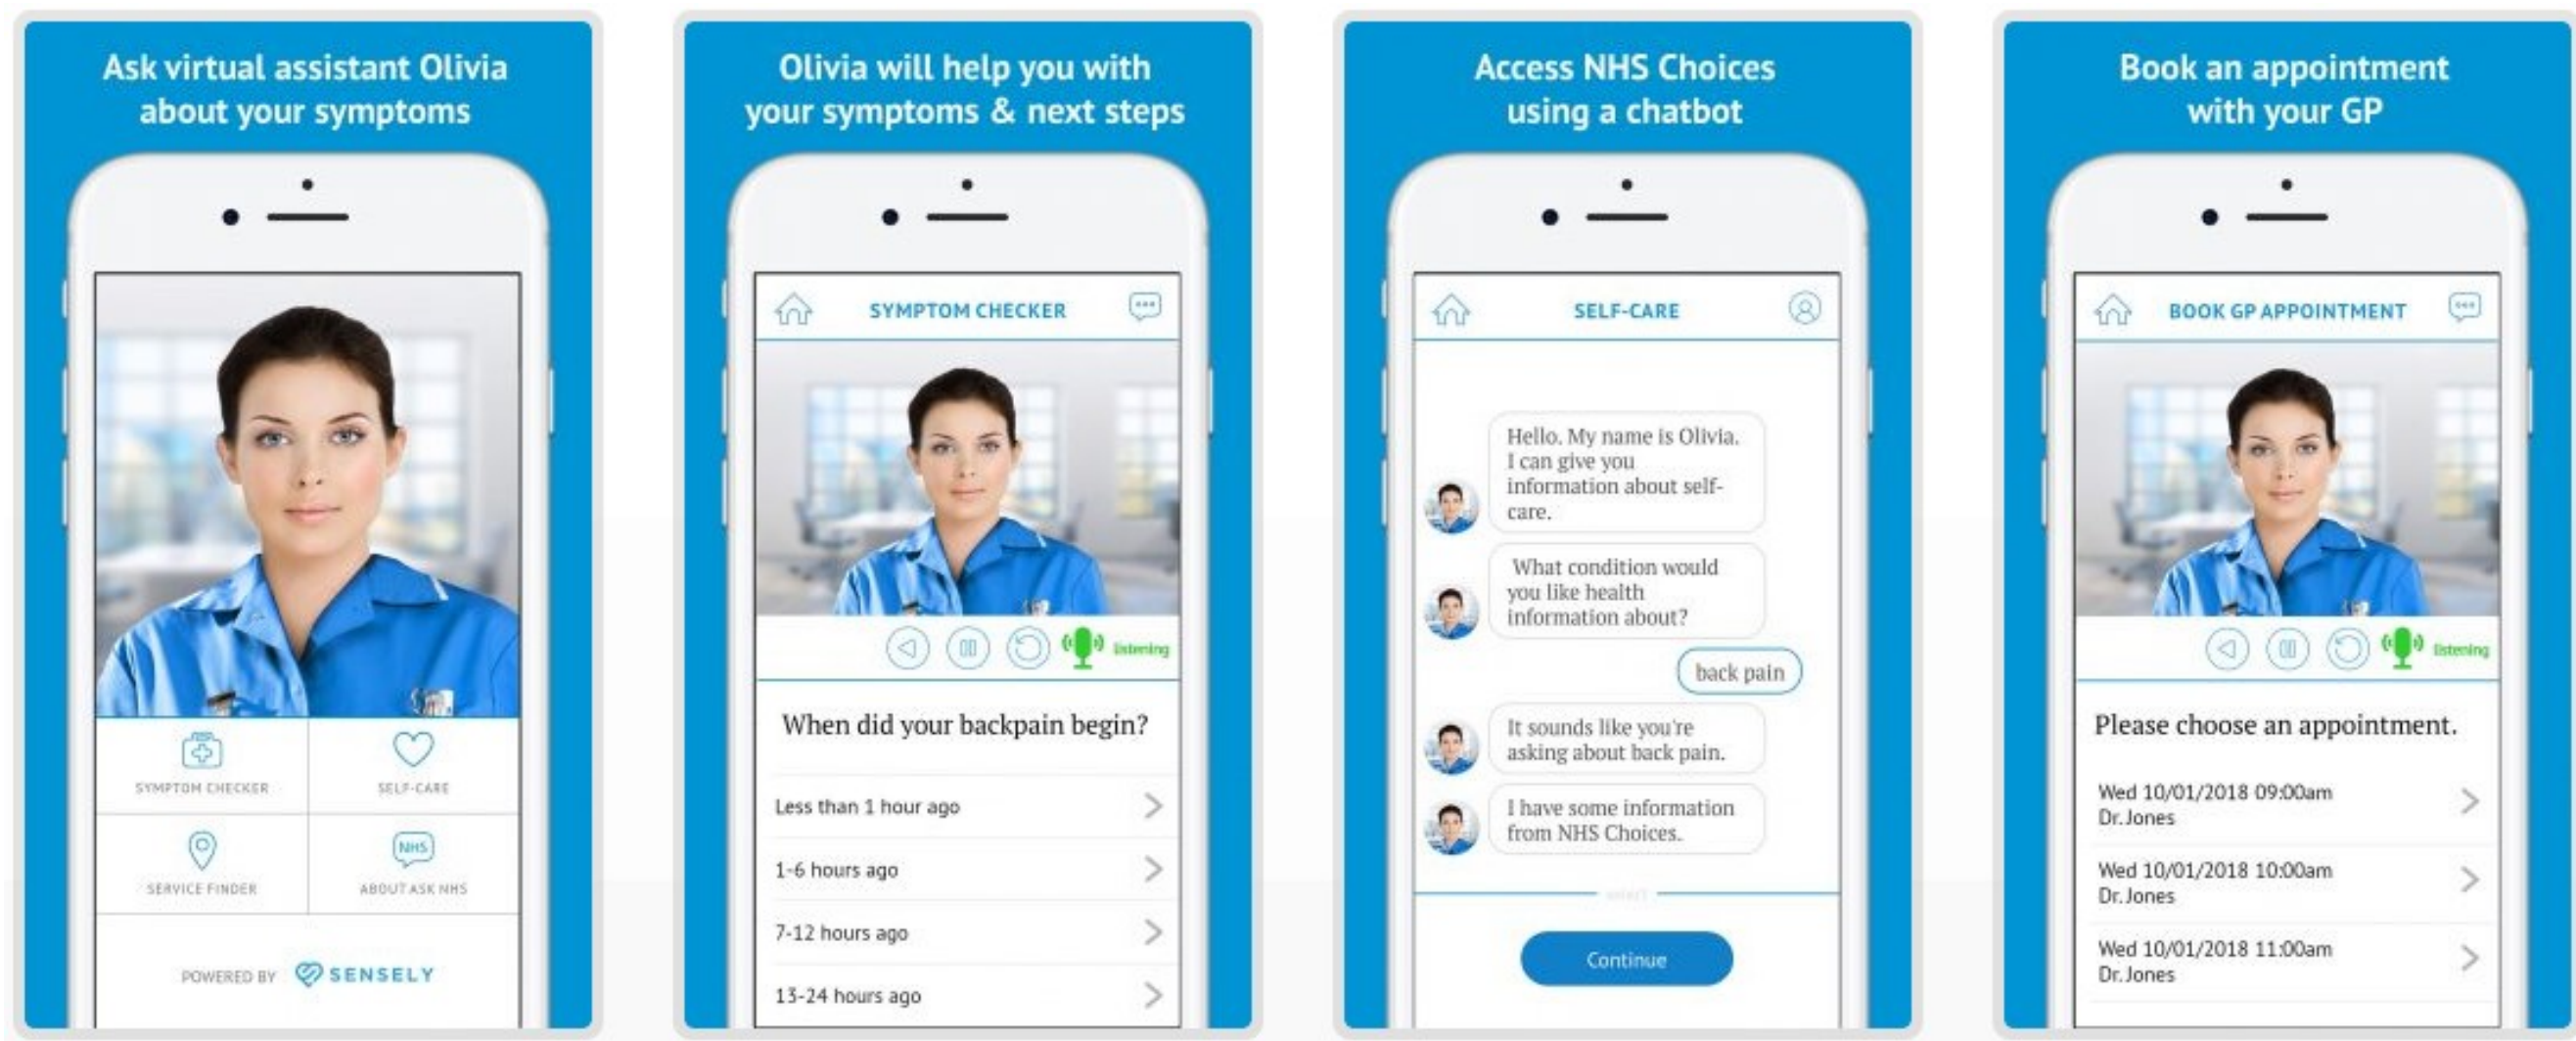 Ask virtual assistant Olivia
about your symptoms
SYMPTOM CHECKER
SELF-CARE
SERVICE FINDER
NHS
ABOUT ASK NHS
POWERED BY SENSELY
Olivia will help you with
your symptoms & next steps
SYMPTOM CHECKER
listening
When did your backpain begin?
Less than 1 hour ago
1-6 hours ago
7-12 hours ago
13-24 hours ago
Access NHS Choices
using a chatbot
SELF-CARE
Hello. My name is Olivia.
I can give you
information about self-
care.
What condition would
you like health
information about?
back pain
It sounds like you're
asking about back pain.
I have some information
from NHS Choices.
select
Continue
Book an appointment
with your GP
BOOK GP APPOINTMENT
listening
Please choose an appointment.
Wed 10/01/2018 09:00am
Dr. Jones
Wed 10/01/2018 10:00am
Dr. Jones
Wed 10/01/2018 11:00am
Dr. Jones